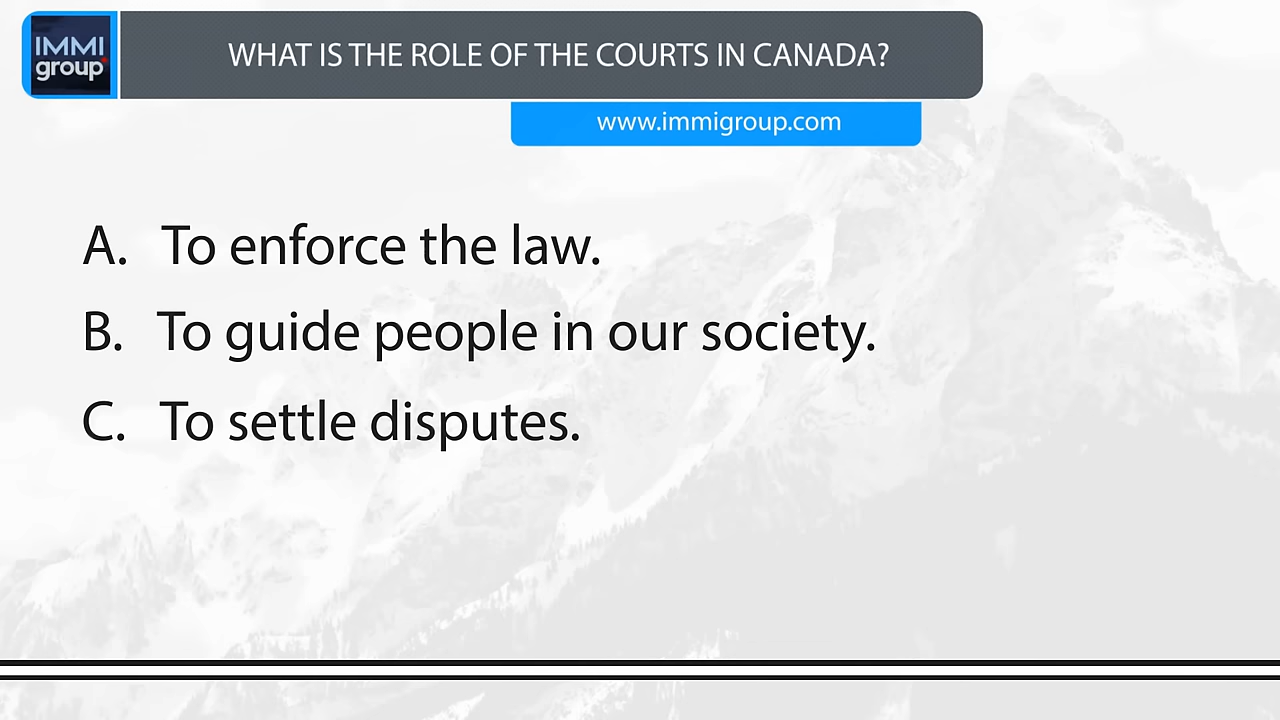 IMMI
group
WHAT IS THE ROLE OF THE COURTS IN CANADA?
www.immigroup.com
A. To enforce the law.
B. To guide people in our society.
C. To settle disputes.